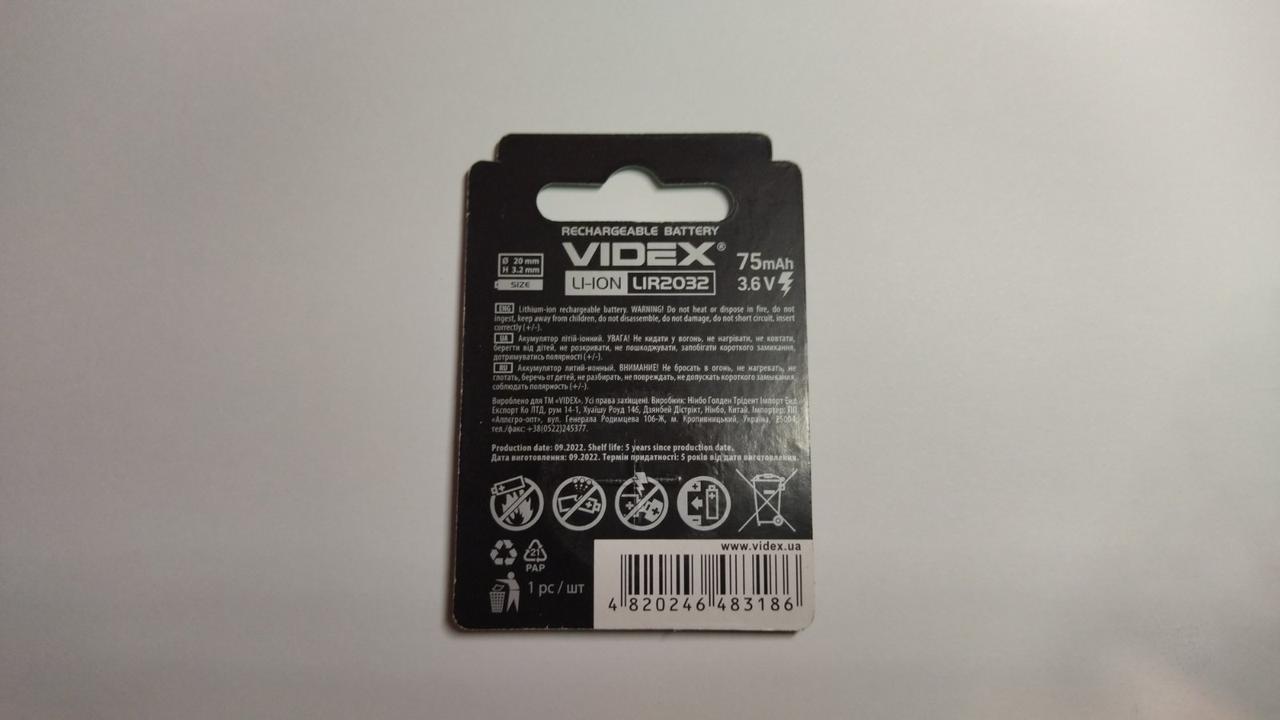 RECHARGEABLE BATTERY
VIDEX®
LI-ION LIR2032
Ø 20 mm
H 3.2 mm
SIZE
75mAh
3.6 V
ENG Lithium-ion rechargeable battery. WARNING! Do not heat or dispose in fire, do not
ingest, keep away from children, do not disassemble, do not damage, do not short circuit, insert
correctly (+/-).
UA Акумулятор літій-іонний. УВАГА! Не кидати у вогонь, не нагрівати, не ковтати,
берегти від дітей, не розкривати, не пошкоджувати, запобігати короткого замикання,
дотримуватись полярності (+/-).
RU Аккумулятор литий-ионный. ВНИМАНИЕ! Не бросать в огонь, не нагревать, не
глотать, беречь от детей, не разбирать, не повреждать, не допускать короткого замыкания,
соблюдать полярность (+/-).
Вироблено для ТМ «VIDEX». Усі права захищені. Виробник: Нінбо Голден Трідент Імпорт Енд
Експорт Ко ЛТД, рум 14-1, Хуаїшу Роуд 146, Дзянбей Дістрікт, Нінбо, Китай. Імпортер: ПП
«Аллєгро-опт», вул. Генерала Родимцева 106-Ж, м. Кропивницький, Україна, 25004,
тел./факс: +38(0522)245377.
Production date: 09.2022. Shelf life: 5 years since production date.
Дата виготовлення: 09.2022. Термін придатності: 5 років від дати виготовлення.
21
PAP
1 pc / шт
www.videx.ua
4 820246 483186